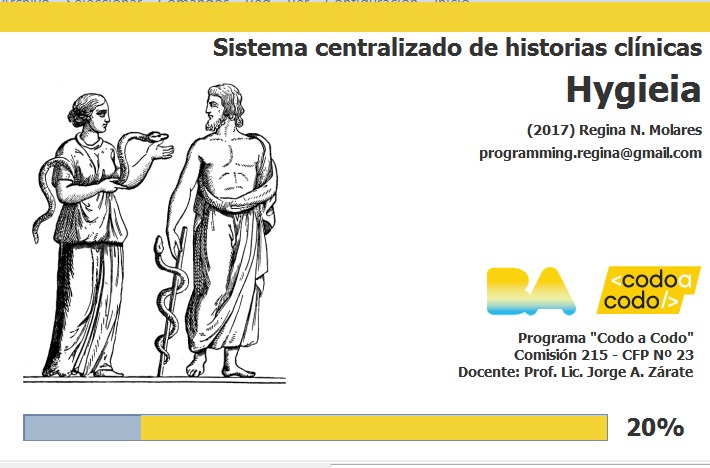 Sistema centralizado de historias clínicas
Hygieia
(2017) Regina N. Molares
programming.regina@gmail.com
BA
<codo a
codo/>
Programa "Codo a Codo"
Comisión 215 - CFP Nº 23
Docente: Prof. Lic. Jorge A. Zárate
20%